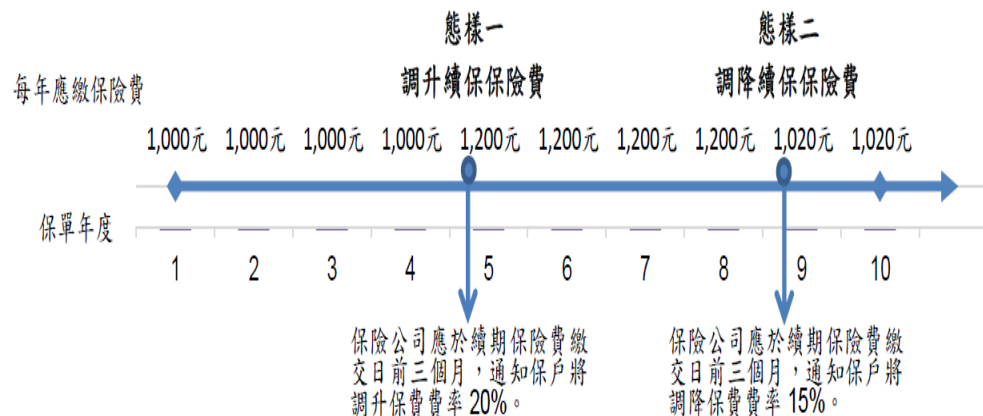 態樣一
調升續保保險費
態樣二
調降續保保險費
每年應繳保險費
1,000元 1,000元 1,000元 1,000元 1,200元 1,200元 1,200元 1,200元 1,020元 1,020元
保單年度
1 2 3 4 5 6 7 8 9 10
保險公司應於續期保險費繳
交日前三個月，通知保戶將
調升保費費率20%。
保險公司應於續期保險費繳
交日前三個月，通知保戶將
調降保費費率15%。